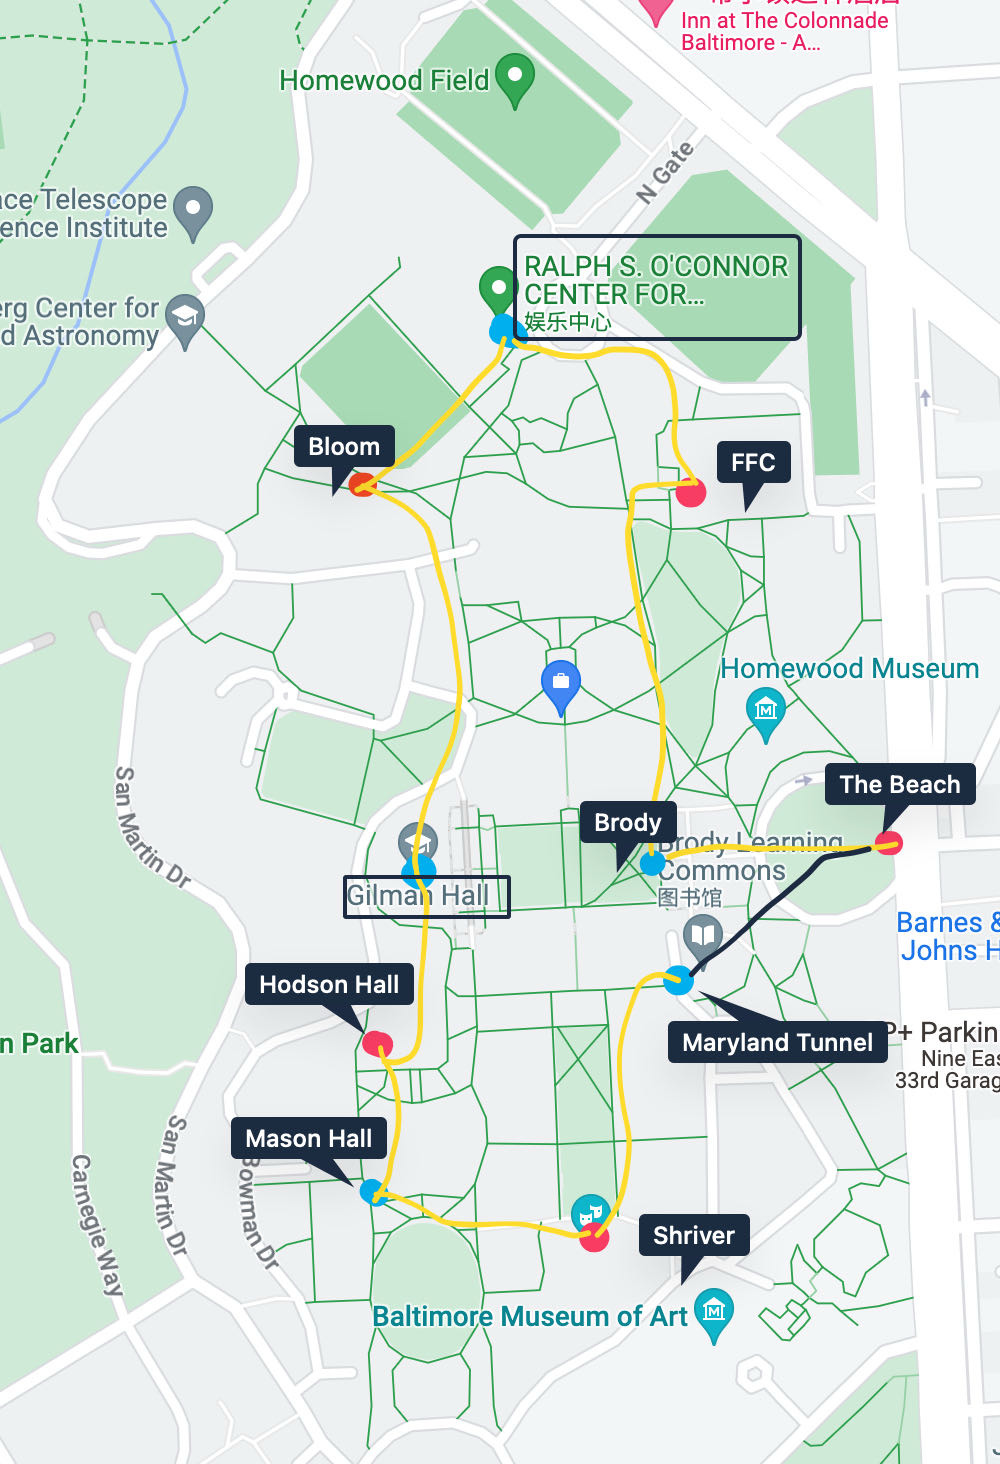 Inn at The Colonnade
Baltimore - A...
Homewood Field
N Gate
ace Telescope
ence Institute
RALPH S. O'CONNOR
CENTER FOR...
娱乐中心
erg Center for
d Astronomy
Bloom
FFC
Homewood Museum
San Martin Dr
The Beach
Brody
Brody Learning
Commons
图书馆
Gilman Hall
Barnes &
Johns H
Hodson Hall
Maryland Tunnel
P+ Parkin
Nine Eas
33rd Garag
n Park
Mason Hall
San Martin Dr
Bowman Dr
Carnegie Way
Shriver
Baltimore Museum of Art